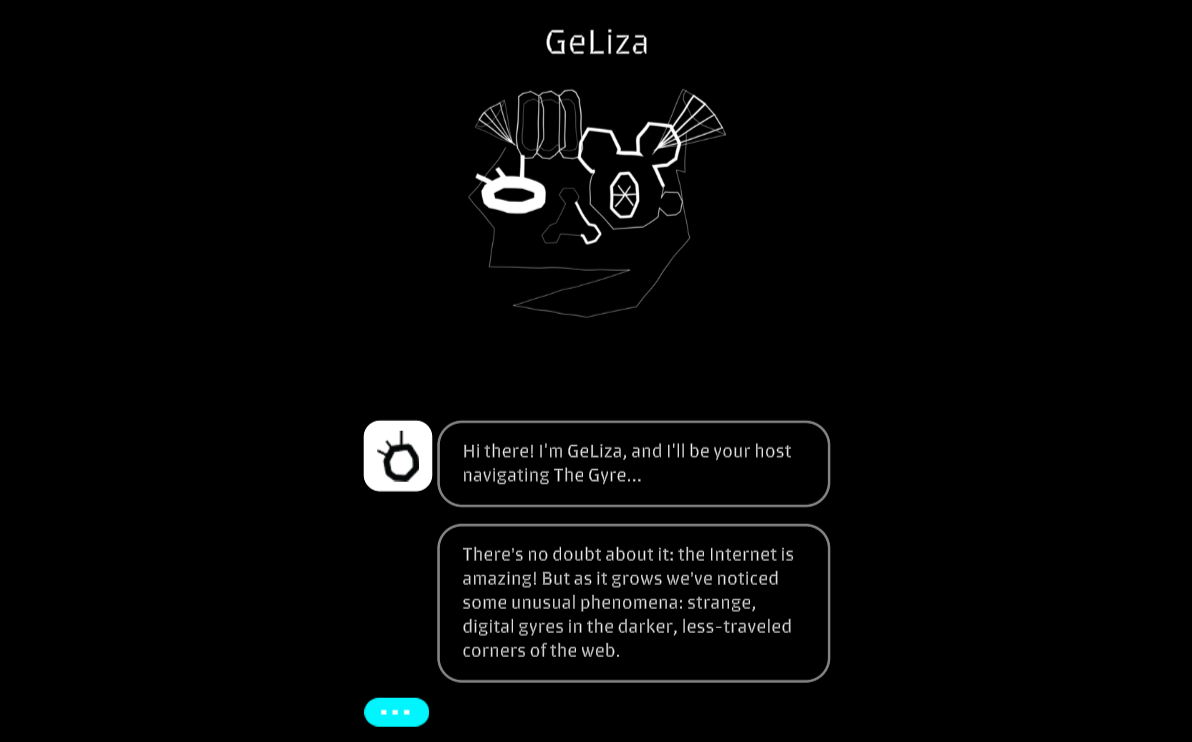 GeLiza
Hi there! I'm GeLiza, and I'll be your host
navigating The Gyre...
There's no doubt about it: the Internet is
amazing! But as it grows we've noticed
some unusual phenomena: strange,
digital gyres in the darker, less-traveled
corners of the web.